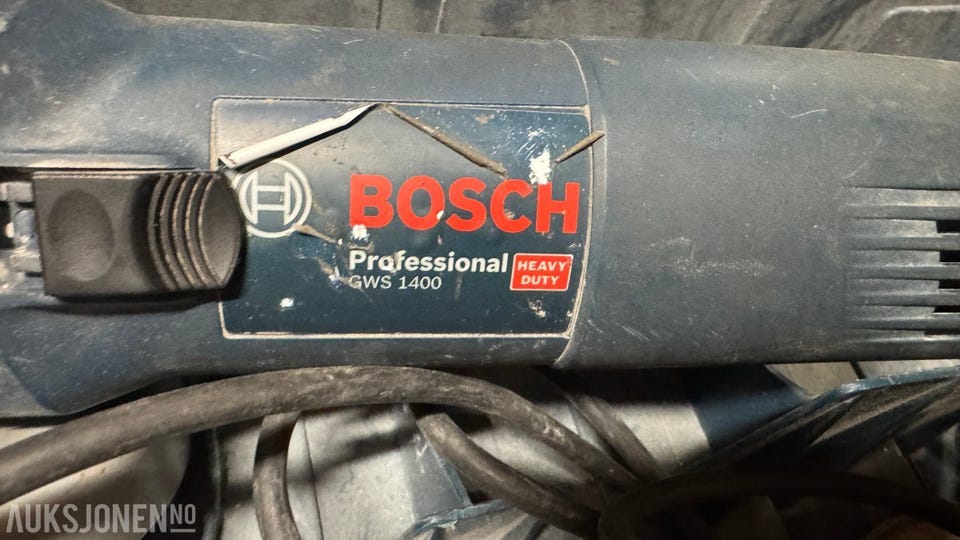 BOSCH
Professional
GWS 1400
HEAVY
DUTY
AUKSJONEN NO